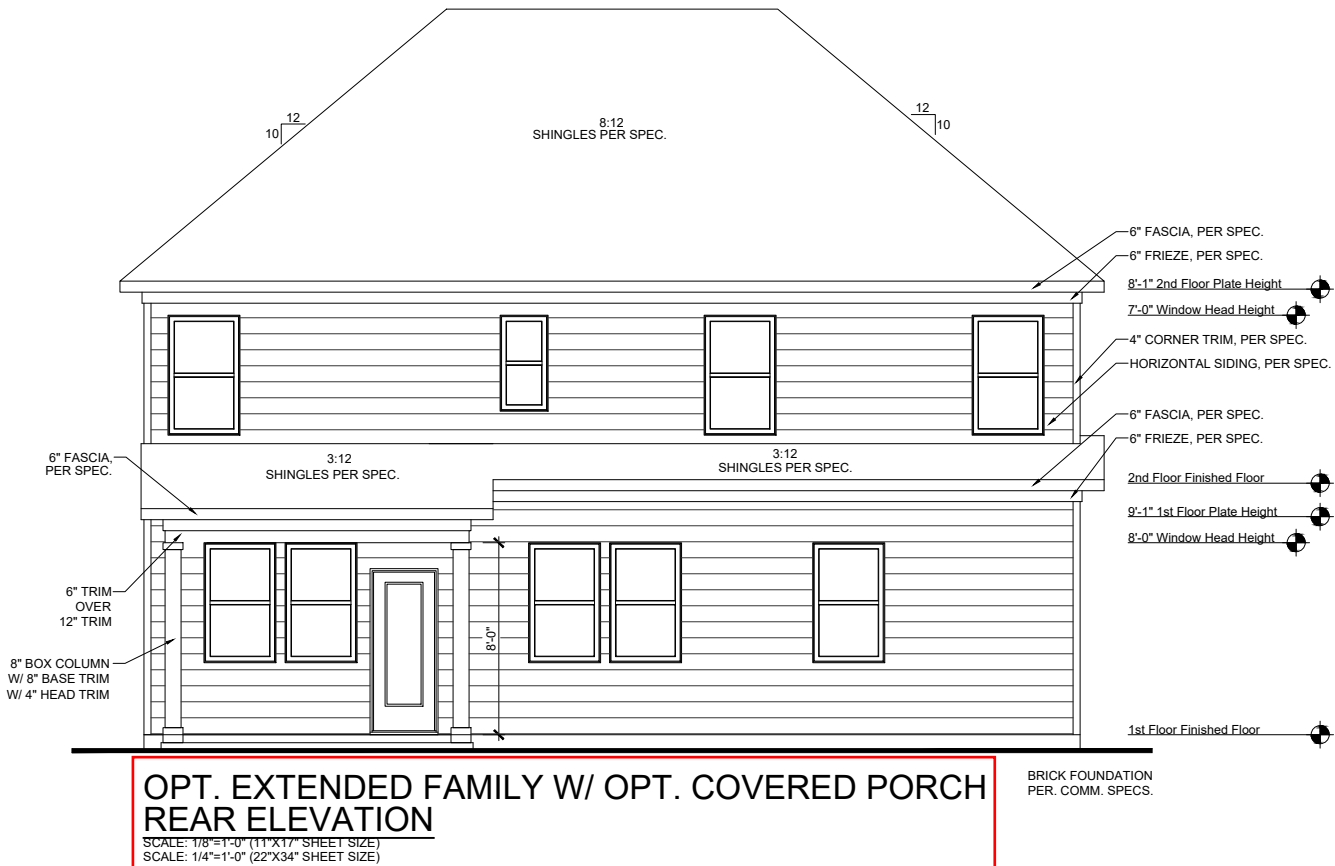 12
10
8:12
SHINGLES PER SPEC.
12
10
6" FASCIA, PER SPEC.
6" FRIEZE, PER SPEC.
8'-1" 2nd Floor Plate Height
7'-0" Window Head Height
4" CORNER TRIM, PER SPEC.
HORIZONTAL SIDING, PER SPEC.
6" FASCIA, PER SPEC.
6" FRIEZE, PER SPEC.
6" FASCIA,
PER SPEC.
3:12
SHINGLES PER SPEC.
3:12
SHINGLES PER SPEC.
2nd Floor Finished Floor
9'-1" 1st Floor Plate Height
8'-0" Window Head Height
6" TRIM
OVER
12" TRIM
8'-0"
8" BOX COLUMN
W/ 8" BASE TRIM
W/ 4" HEAD TRIM
1st Floor Finished Floor
OPT. EXTENDED FAMILY W/ OPT. COVERED PORCH
REAR ELEVATION
SCALE: 1/8"=1'-0" (11"X17" SHEET SIZE)
SCALE: 1/4"=1'-0" (22"X34" SHEET SIZE)
BRICK FOUNDATION
PER. COMM. SPECS.